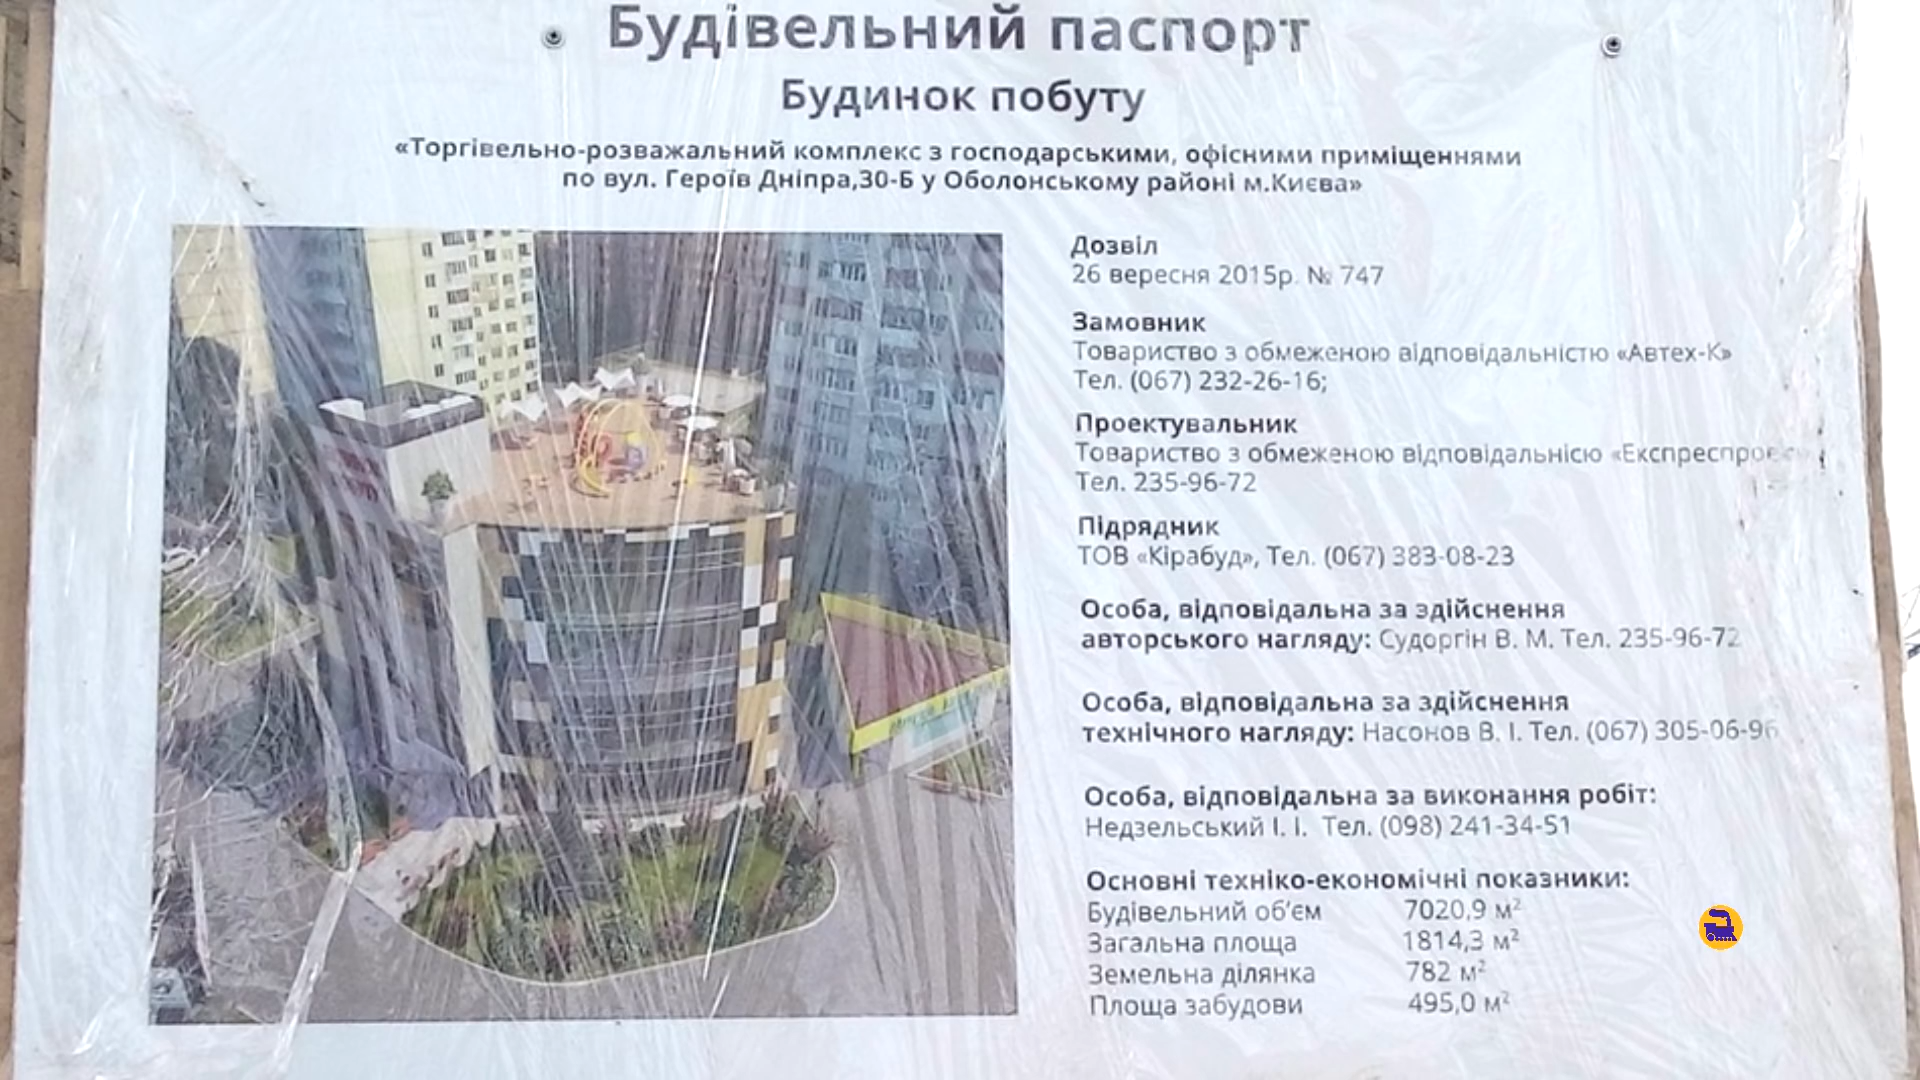 Будівельний паспорт
Будинок побуту
«Торгівельно-розважальний комплекс з господарськими, офісними приміщеннями
по вул. Героїв Дніпра,30-Б у Оболонському районі м.Києва»
Дозвіл
26 вересня 2015р. № 747
Замовник
Товариство з обмеженою відповідальністю «Автех-К»
Тел. (067) 232-26-16;
Проектувальник
Товариство з обмеженою відповідальнісю
Тел. 235-96-72
Підрядник
ТОВ «Кірабуд», Тел. (067) 383-08-23
Особа, відповідальна за здійснення
авторського нагляду: Судоргін В. М. Тел. 235-96-72
Особа, відповідальна за здійснення
технічного нагляду: Насонов В. І. Тел. (067) 305-06-96
Особа, відповідальна за виконання робіт:
Недзельський І. І. Тел. (098) 241-34-51
Основні техніко-економічні показники:
Будівельний об’єм 7020,9 м²
Загальна площа 1814,3 м²
Земельна ділянка 782 м²
Площа забудови 495,0 м²